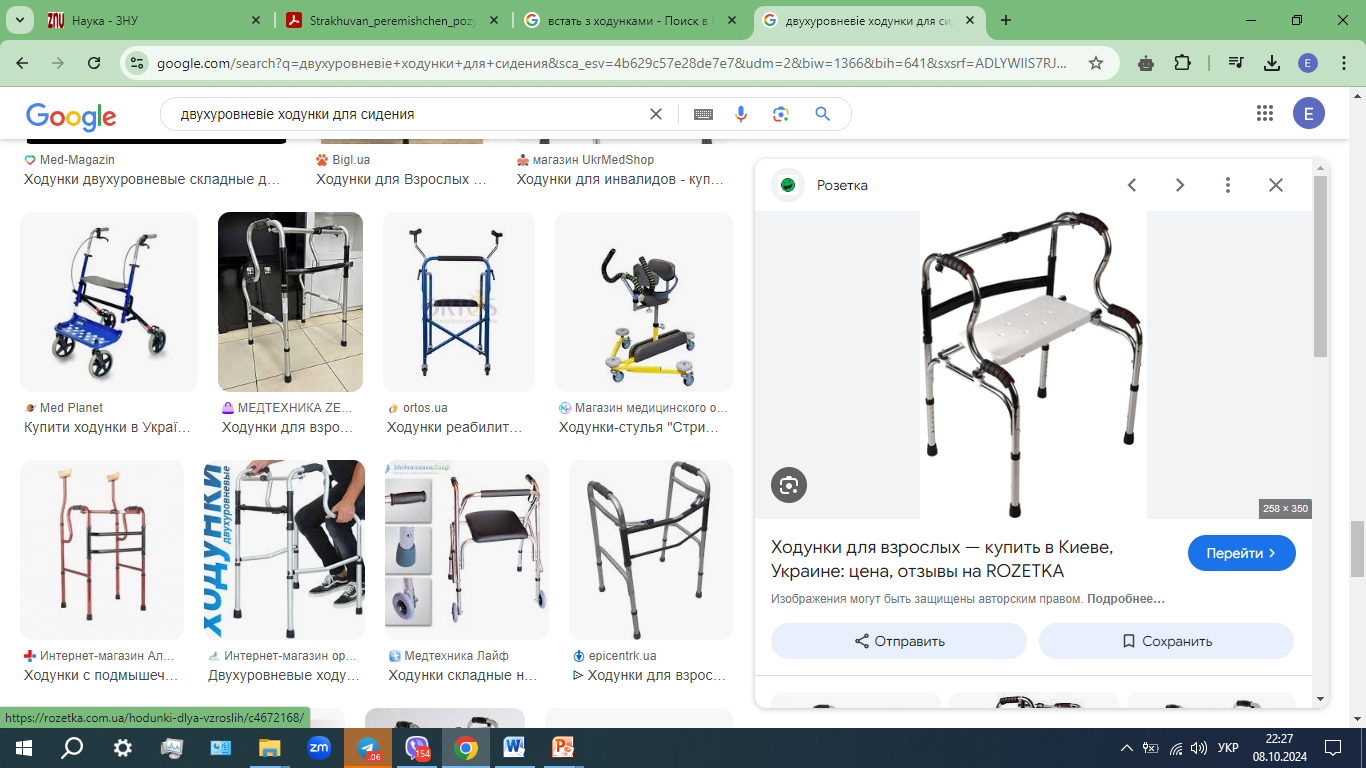 Наука - ЗНУ
Strakhuvan_peremishchen_pozy
встать з ходунками - Поиск в
двухуровневіе ходунки для си
google.com/search?q=двухуровневіе+ходунки+для+сидения&sca_esv=4b629c57e28de7e7&udm=2&biw=1366&bih=641&sxsrf=ADLYWIIS7RJ...
E
Google
двухуровневіе ходунки для сидения
E
Med-Magazin
Ходунки двухуровневые складные д...
Bigl.ua
Ходунки для Взрослых ...
магазин UkrMedShop
Ходунки для инвалидов - куп...
Розетка
258 × 350
Med Planet
Купити ходунки в Украї...
МЕДТЕХНИКА ZE...
Ходунки для взро...
ortos.ua
Ходунки реабилит...
Магазин медицинского о...
Ходунки-стулья "Стри...
ХОДУНКИ
двухуровневые
Интернет-магазин Ал...
Ходунки с подмышеч...
Интернет-магазин ор...
Двухуровневые ходу...
Медтехника Лайф
Ходунки складные н...
epicentrk.ua
ᐉ Ходунки для взрос...
Ходунки для взрослых — купить в Киеве,
Украине: цена, отзывы на ROZETKA
Перейти
Изображения могут быть защищены авторским правом. Подробнее...
Отправить
Сохранить
https://rozetka.com.ua/hodunki-dlya-vzroslih/c4672168/
zm
.06
154
УКР
22:27
08.10.2024